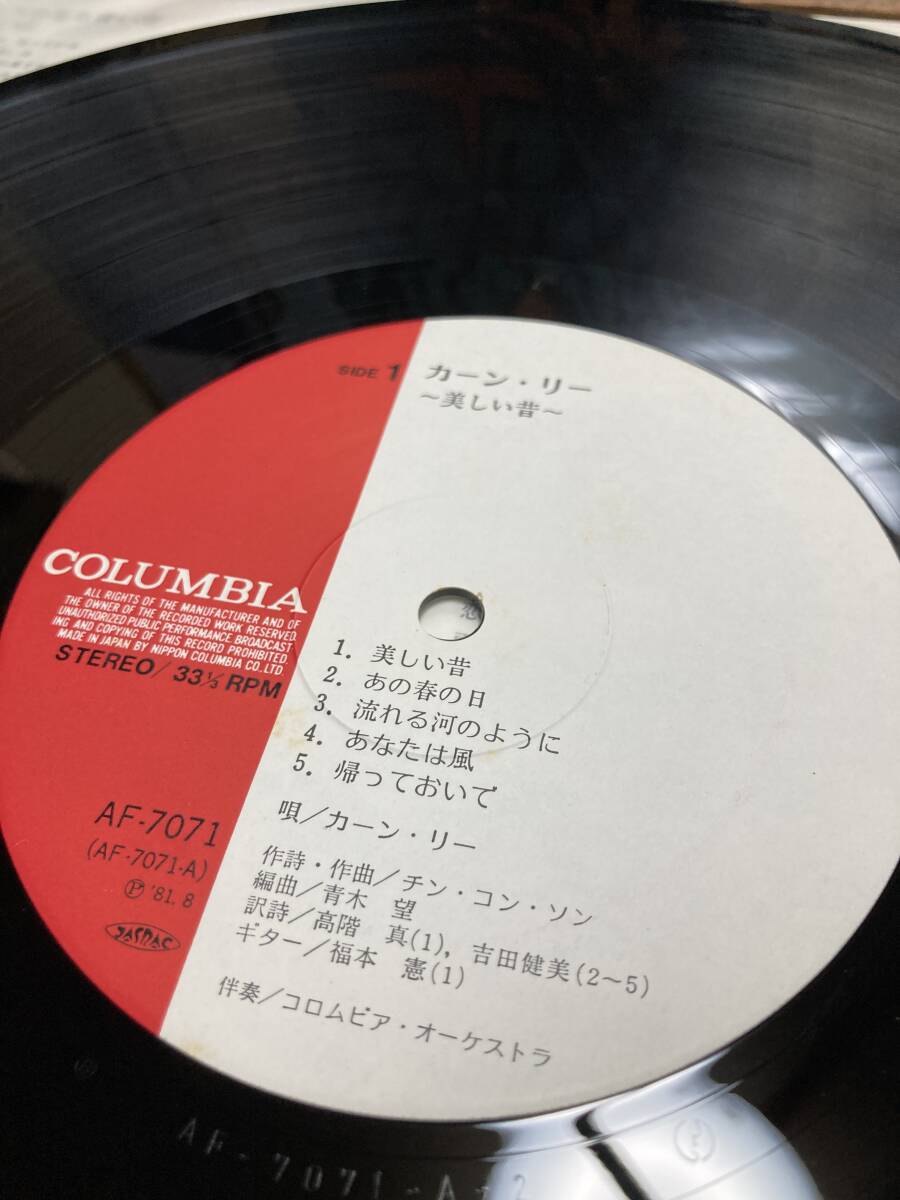 SIDE 1
カーン・リー
~美しい昔~
COLUMBIA
ALL RIGHTS OF THE MANUFACTURER AND OF
THE OWNER OF THE RECORDED WORK RESERVED.
UNAUTHORIZED PUBLIC PERFORMANCE BROADCAST
ING AND COPYING OF THIS RECORD PROHIBITED.
MADE IN JAPAN BY NIPPON COLUMBIA CO. LTD.
STEREO/ 33⅓ RPM
1. 美しい昔
2. あの春の日
3. 流れる河のように
4. あなたは風
5. 帰っておいで
AF-7071
(AF-7071-A)
Ⓟ '81. 8
JASRAC
唄/カーン・リー
作詩・作曲/チン・コン・ソン
編曲/青木 望
訳詩/高階 真(1), 吉田健美(2~5)
ギター/福本 憲(1)
伴奏/コロムビア・オーケストラ
AF-7071-A-2